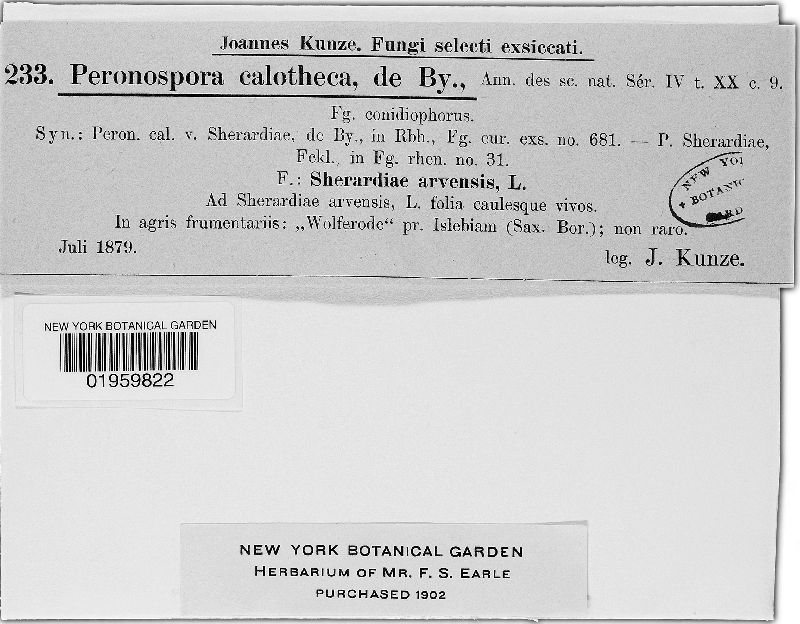 Joannes Kunze. Fungi selecti exsiccati.
233. Peronospora calotheca, de By., Ann. des sc. nat. Sér. IV t. XX c. 9.
Fg. conidiophorus.
Syn.: Peron. cal. v. Sherardiae, de By., in Rbh., Fg. eur. exs. no. 681. — P. Sherardiae,
Fckl., in Fg. rhen. no. 31.
F.: Sherardiae arvensis, L.
Ad Sherardiae arvensis, L. folia caulesque vivos.
In agris frumentariis: „Wolferode“ pr. Islebiam (Sax. Bor.); non raro.
Juli 1879.
leg. J. Kunze.
NEW YOR
BOTANIC
ARD
NEW YORK BOTANICAL GARDEN
01959822
NEW YORK BOTANICAL GARDEN
HERBARIUM OF MR. F. S. EARLE
PURCHASED 1902